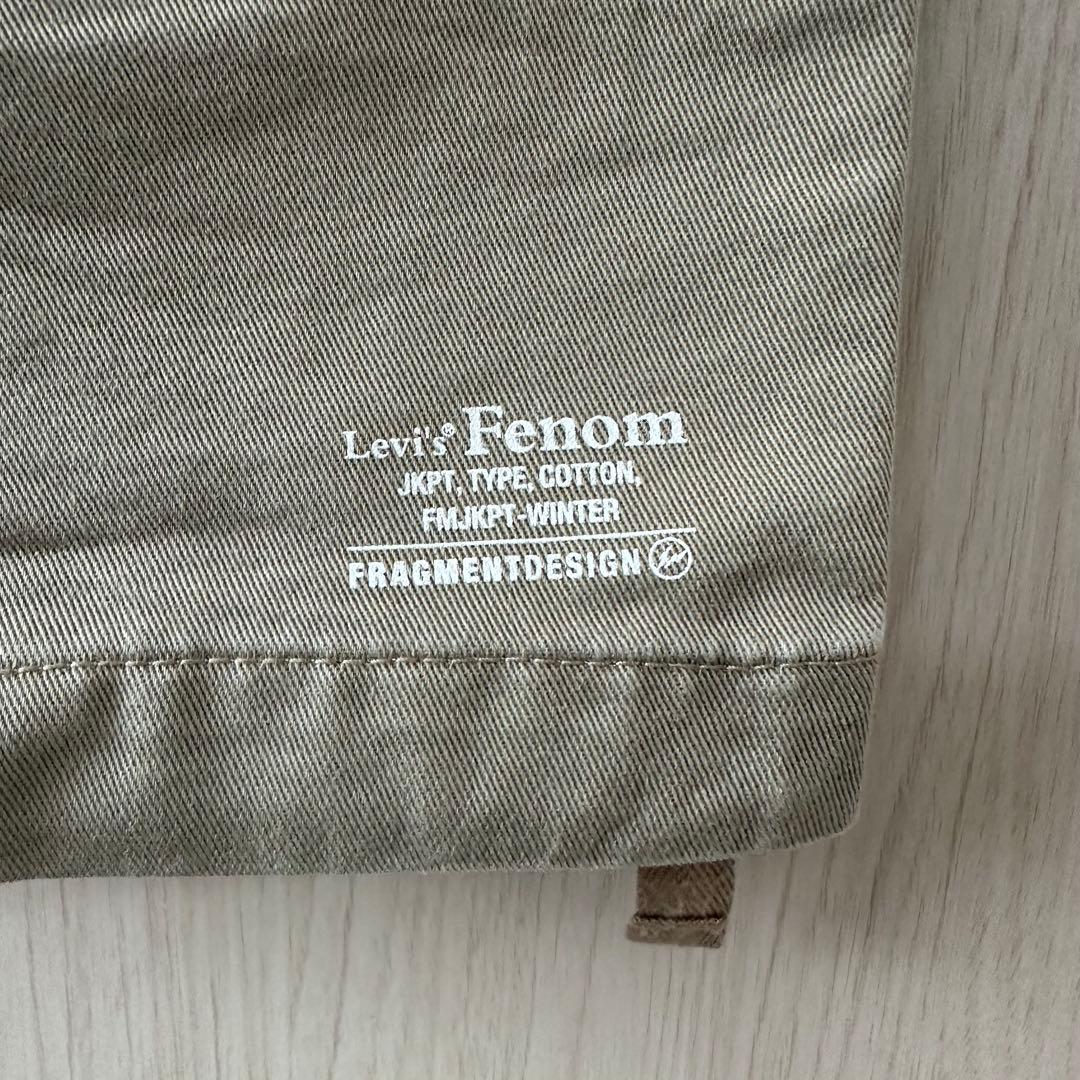 Levi's® Fenom
JKPT, TYPE, COTTON,
FMJKPT-WINTER
FRAGMENTDESIGN